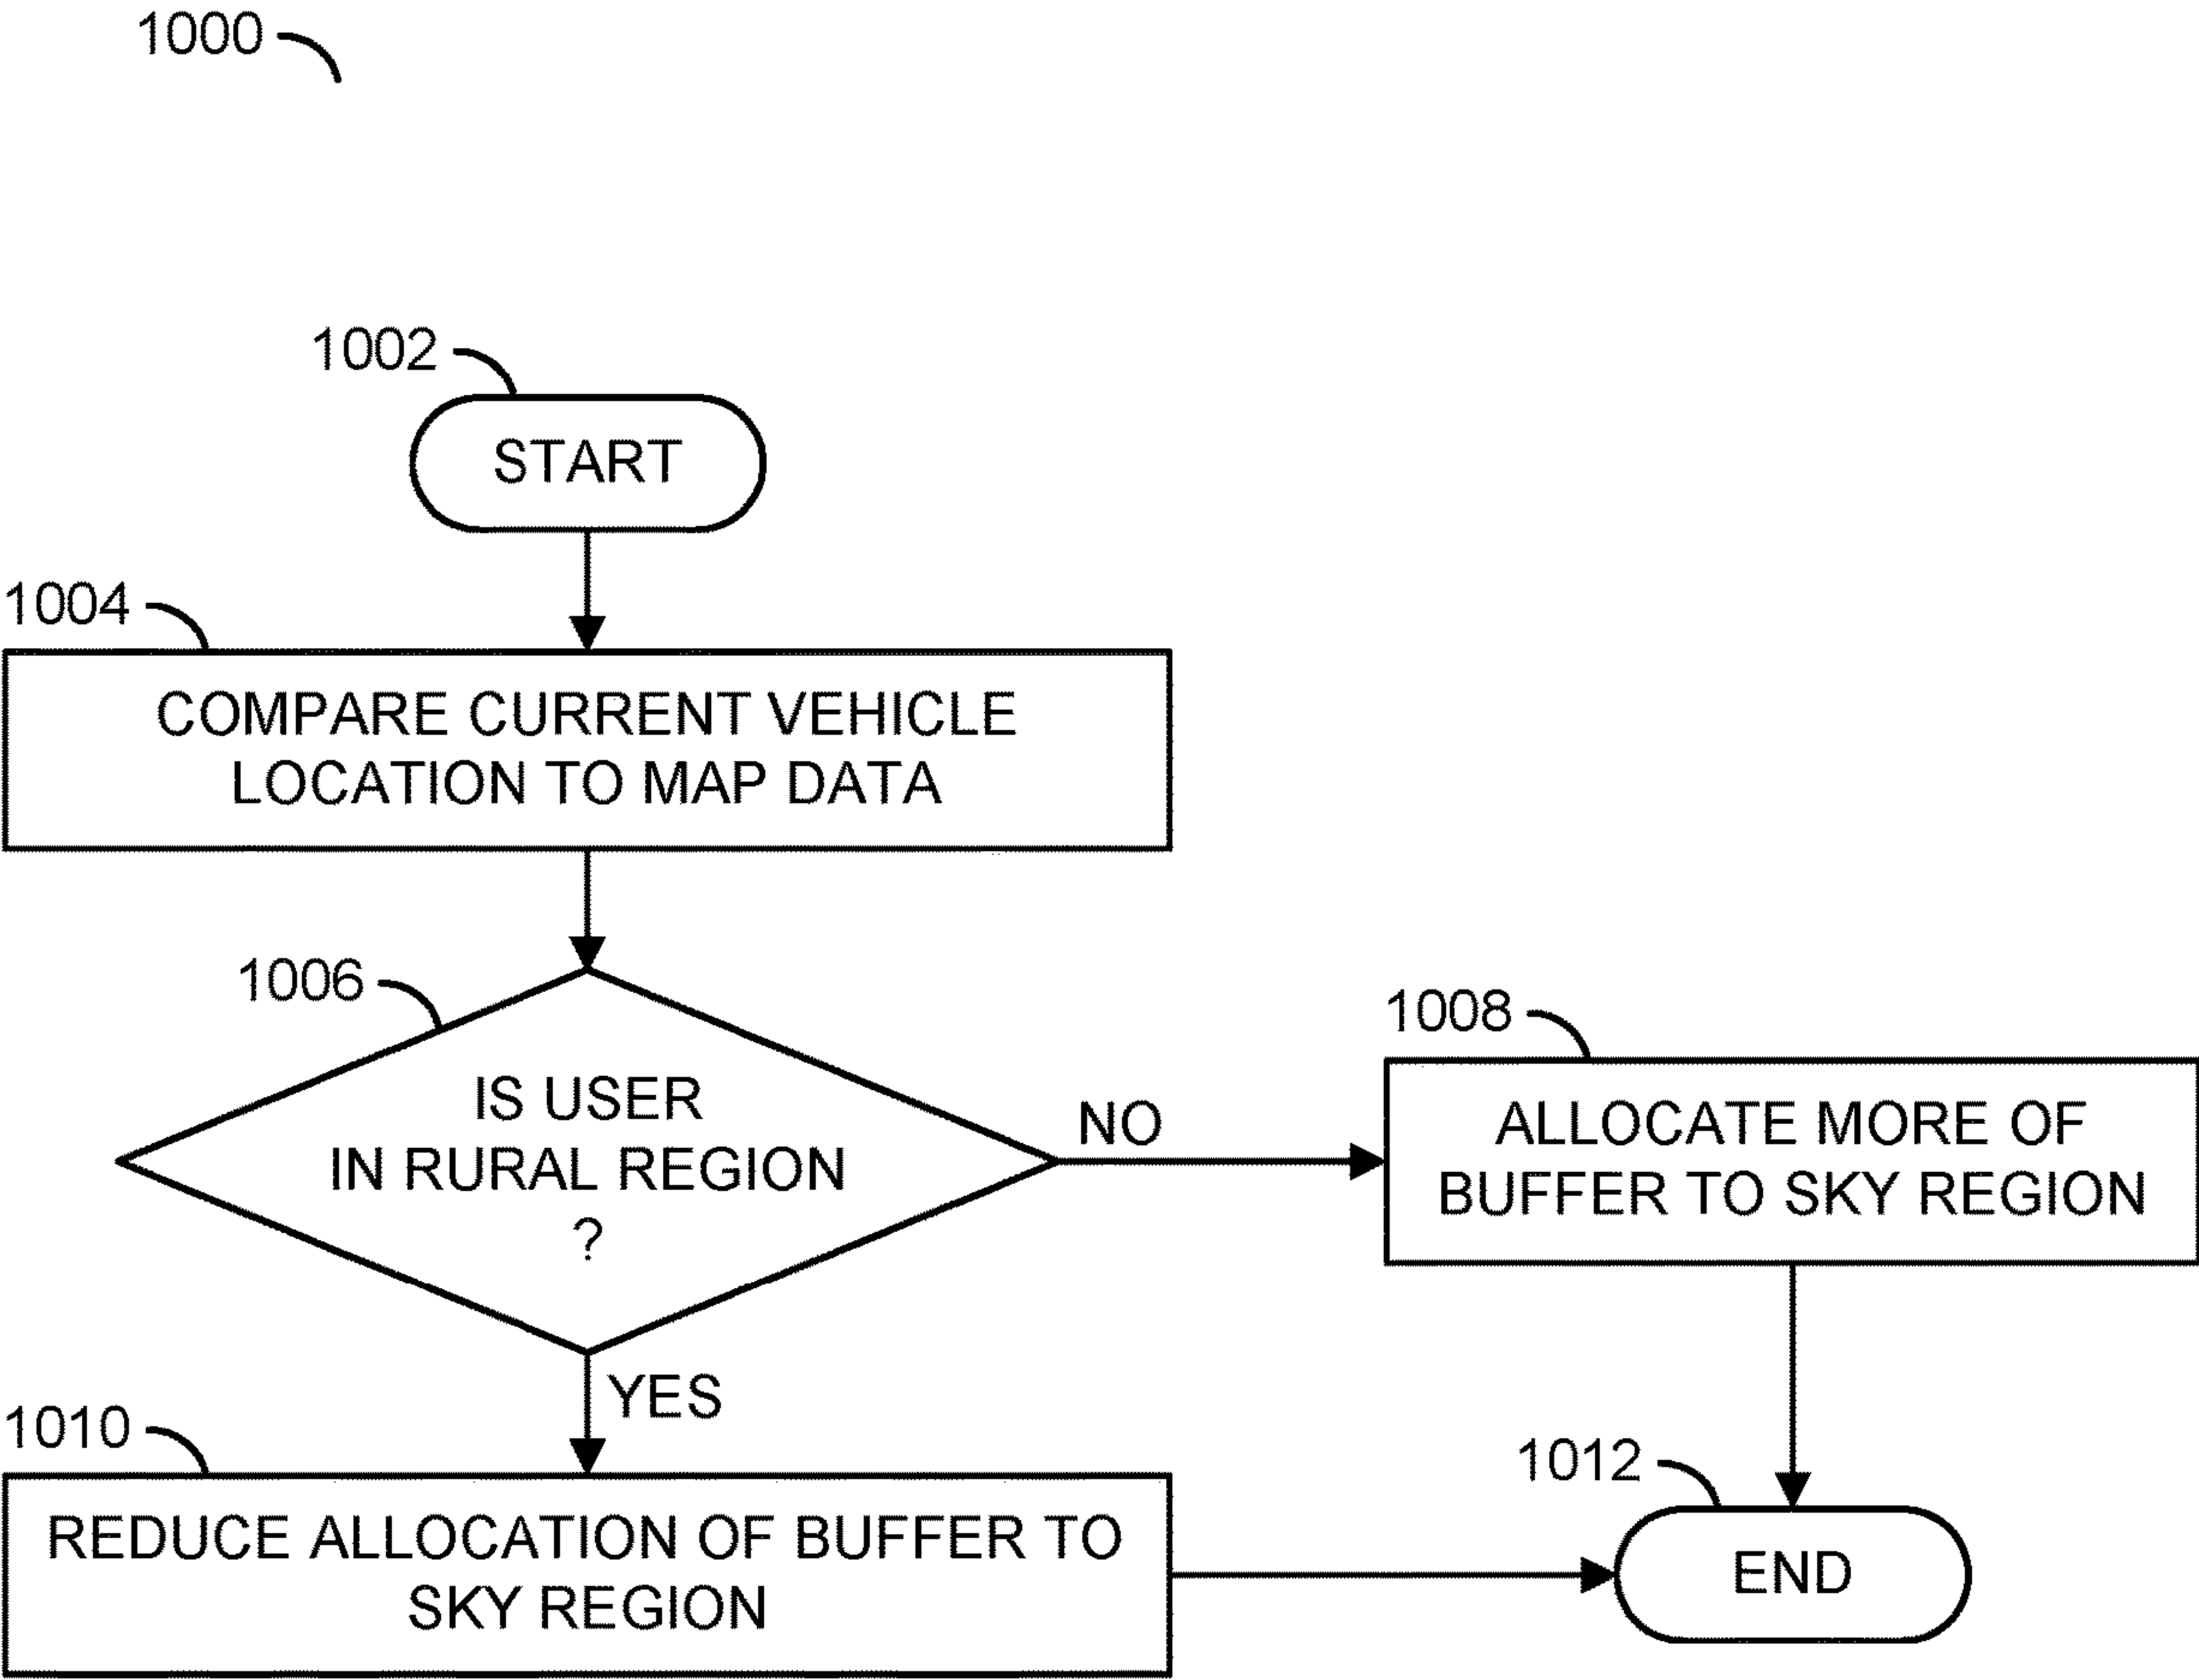 1000
1002
START
1004
COMPARE CURRENT VEHICLE
LOCATION TO MAP DATA
1006
IS USER
IN RURAL REGION
?
NO
1008
ALLOCATE MORE OF
BUFFER TO SKY REGION
YES
1010
REDUCE ALLOCATION OF BUFFER TO
SKY REGION
1012
END